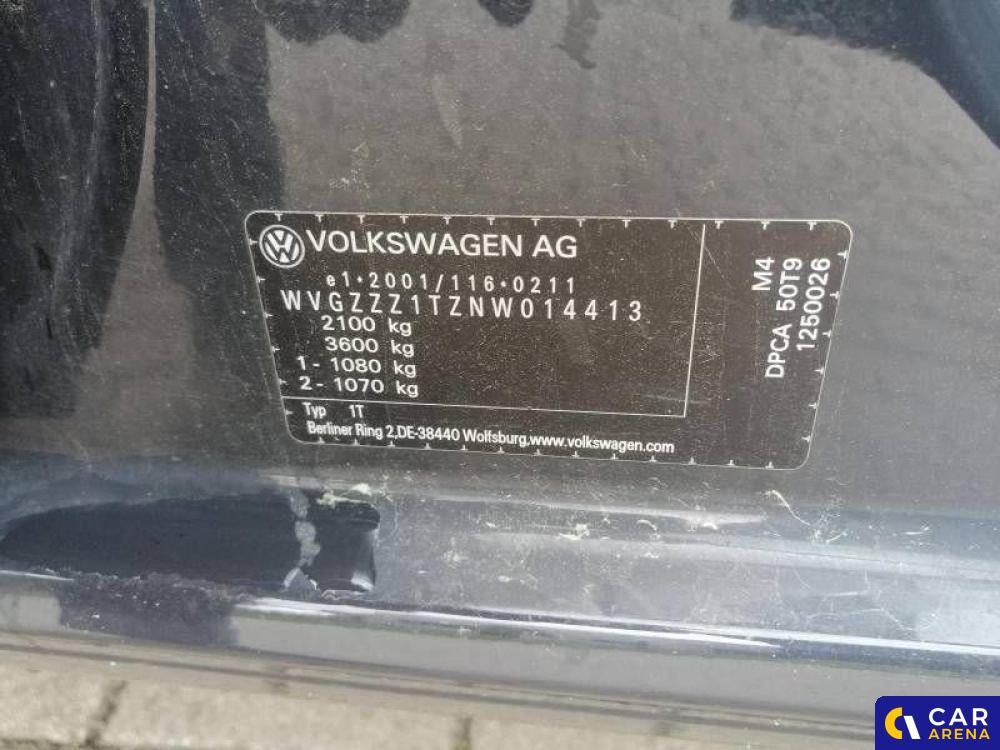 VOLKSWAGEN AG
e1*2001/116*0211
WVGZZZ1TZNW014413
2100 kg
3600 kg
1 - 1080 kg
2 - 1070 kg
Typ 1T
Berliner Ring 2,DE-38440 Wolfsburg,www.volkswagen.com
M4
DPCA 50T9
1250026
CAR
ARENA